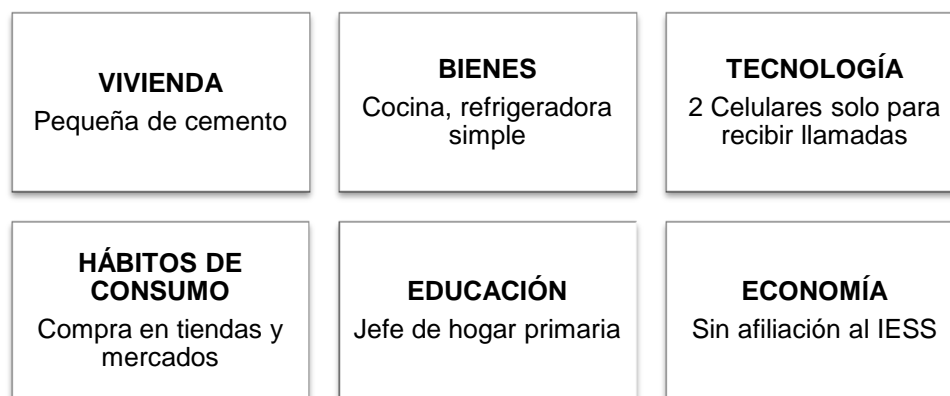 VIVIENDA
Pequeña de cemento
BIENES
Cocina, refrigeradora
simple
TECNOLOGÍA
2 Celulares solo para
recibir llamadas
HÁBITOS DE
CONSUMO
Compra en tiendas y
mercados
EDUCACIÓN
Jefe de hogar primaria
ECONOMÍA
Sin afiliación al IESS